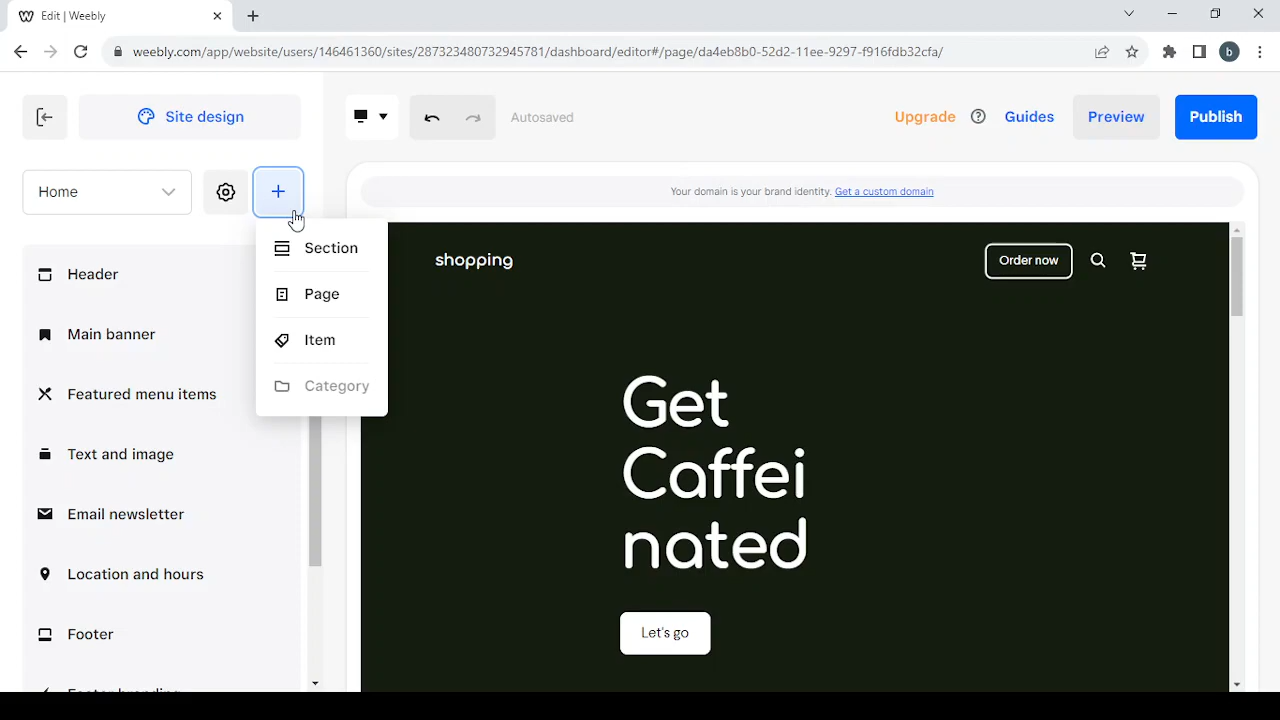 Edit | Weebly
weebly.com/app/website/users/146461360/sites/287323480732945781/dashboard/editor#/page/da4eb8b0-52d2-11ee-9297-f916fdb32cfa/
b
Site design
Autosaved
Upgrade
Guides
Preview
Publish
Home
Your domain is your brand identity. Get a custom domain
Section
Page
Item
Category
Header
Main banner
Featured menu items
Text and image
Email newsletter
Location and hours
Footer
shopping
Order now
Get
Caffei
nated
Let's go